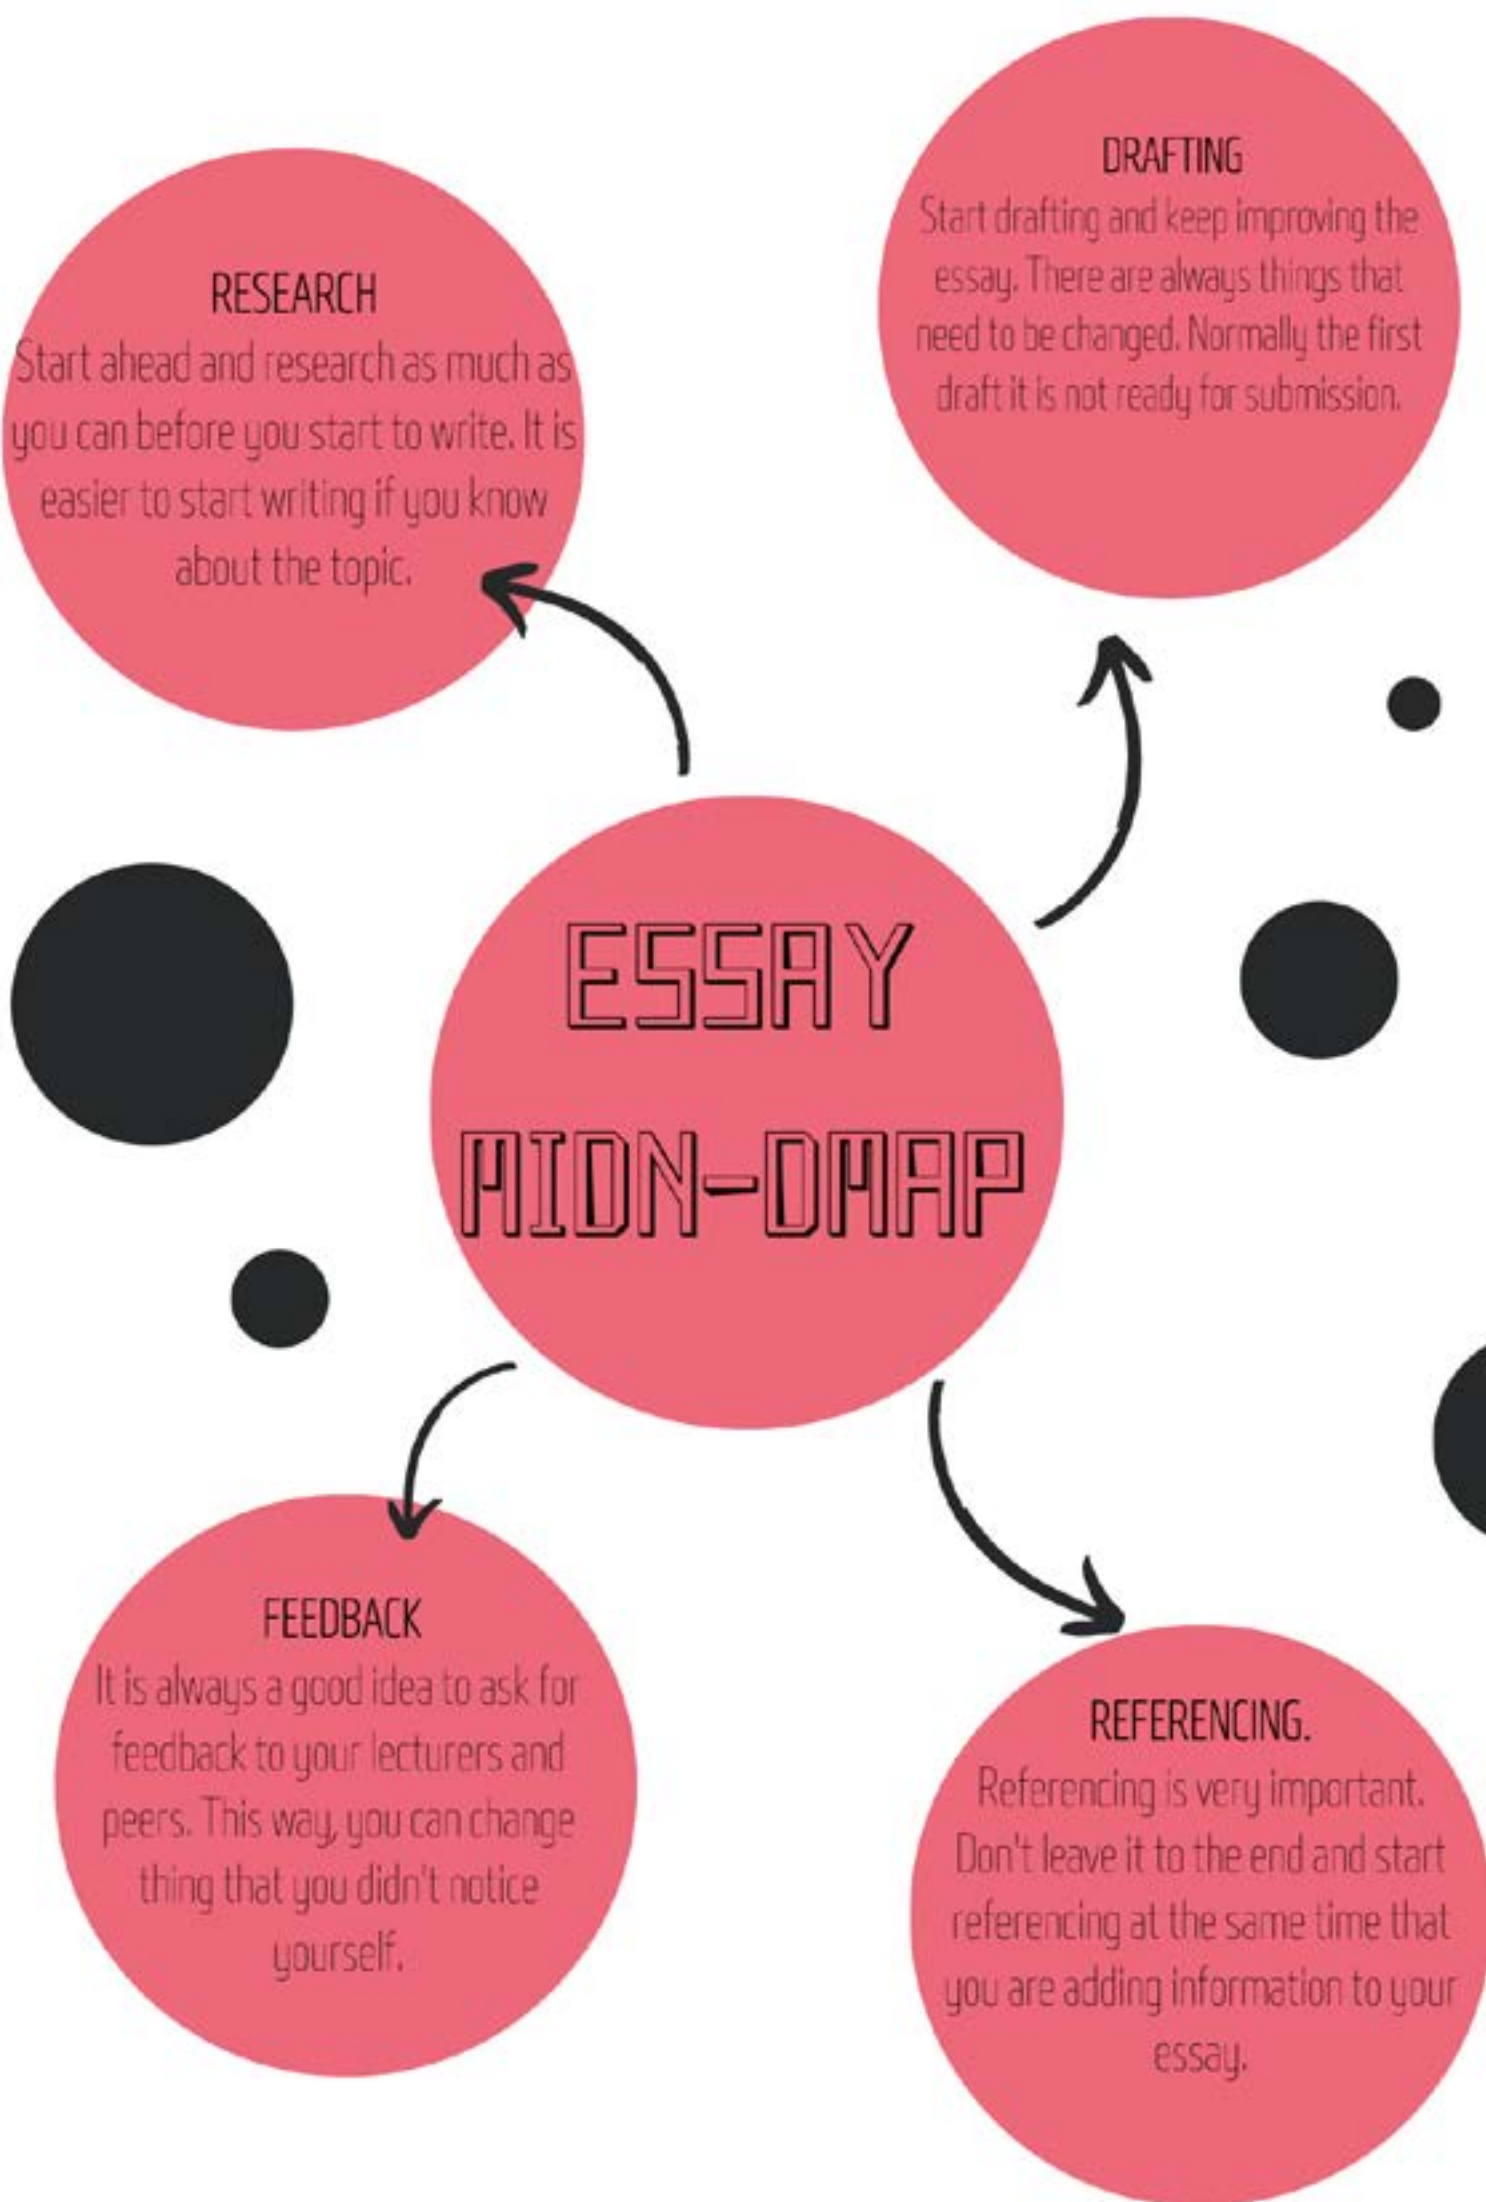 RESEARCH
Start ahead and research as much as
you can before you start to write. It is
easier to start writing if you know
about the topic.
DRAFTING
Start drafting and keep improving the
essay. There are always things that
need to be changed. Normally the first
draft it is not ready for submission.
ESSAY
MIDN-DMAP
FEEDBACK
It is always a good idea to ask for
feedback to your lecturers and
peers. This way, you can change
thing that you didn't notice
yourself.
REFERENCING.
Referencing is very important.
Don't leave it to the end and start
referencing at the same time that
you are adding information to your
essay.